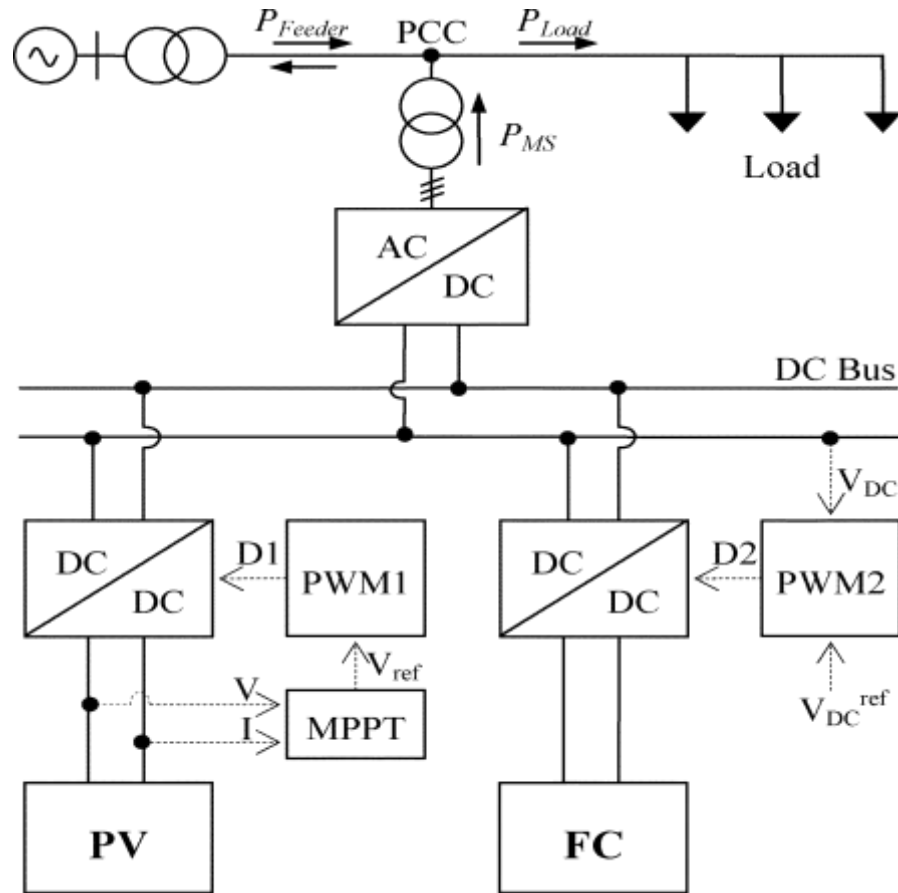 P_Feeder PCC P_Load
P_MS
Load
AC
DC
DC Bus
V_DC
DC
DC
D1
PWM1
DC
DC
D2
PWM2
V_ref
V
I
MPPT
V_DC^ref
PV
FC